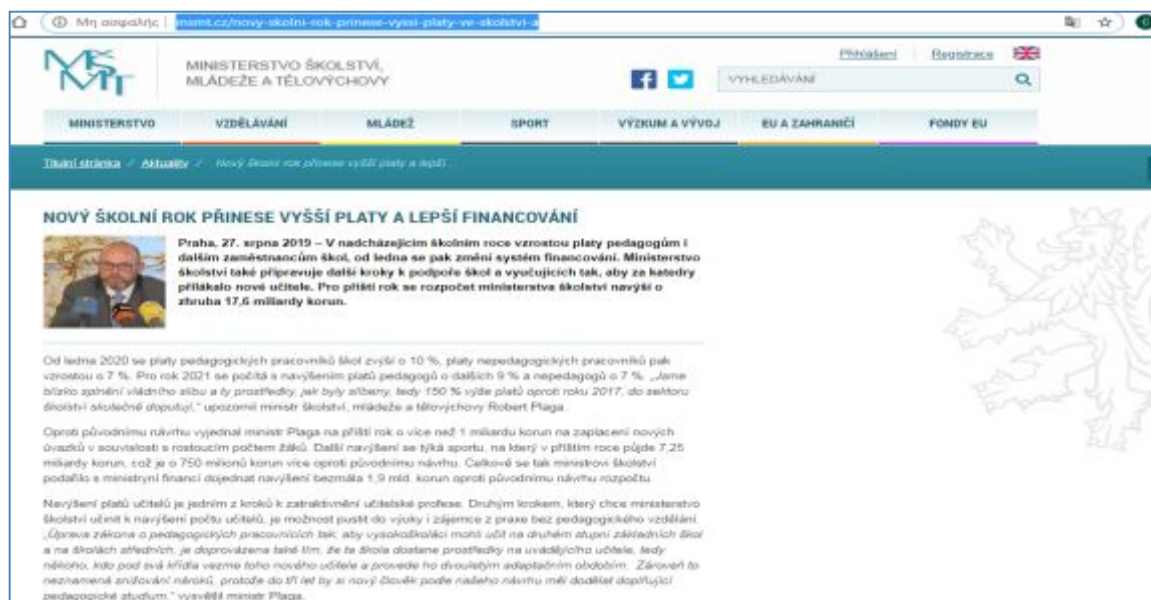 Μη ασφαλής | msmt.cz/novy-skolni-rok-prinese-vyssi-platy-ve-skolstvi-a
MINISTERSTVO ŠKOLSTVÍ,
MLÁDEŽE A TĚLOVÝCHOVY
Přihlášení Registrace
VYHLEDÁVÁNÍ
MINISTERSTVO VZDĚLÁVÁNÍ MLÁDEŽ SPORT VÝZKUM A VÝVOJ EU A ZAHRANIČÍ FONDY EU
Titulní stránka / Aktuality / Nový školní rok přinese vyšší platy a lepší ...
NOVÝ ŠKOLNÍ ROK PŘINESE VYŠŠÍ PLATY A LEPŠÍ FINANCOVÁNÍ
Praha, 27. srpna 2019 – V nadcházejícím školním roce vzrostou platy pedagogům i
dalším zaměstnancům škol, od ledna se pak změní systém financování. Ministerstvo
školství také připravuje další kroky k podpoře škol a vyučujících tak, aby za katedry
přilákalo nové učitele. Pro příští rok se rozpočet ministerstva školství navýší o
zhruba 17,6 miliardy korun.
Od ledna 2020 se platy pedagogických pracovníků škol zvýší o 10 %, platy nepedagogických pracovníků pak
vzrostou o 7 %. Pro rok 2021 se počítá s navýšením platů pedagogů o dalších 9 % a nepedagogů o 7 %. „Jsme
blízko splnění vládního slibu a ty prostředky, jak byly slíbeny, tedy 150 % výše platů oproti roku 2017, do sektoru
školství skutečně doputují,“ upozornil ministr školství, mládeže a tělovýchovy Robert Plaga.
Oproti původnímu návrhu vyjednal ministr Plaga na příští rok o více než 1 miliardu korun na zaplacení nových
úvazků v souvislosti s rostoucím počtem žáků. Další navýšení se týká sportu, na který v příštím roce půjde 7,25
miliardy korun, což je o 750 milionů korun více oproti původnímu návrhu. Celkově se tak ministrovi školství
podařilo s ministryní financí dojednat navýšení bezmála 1,9 mld. korun oproti původnímu návrhu rozpočtu.
Navýšení platů učitelů je jedním z kroků k zatraktivnění učitelské profese. Druhým krokem, který chce ministerstvo
školství učinit k navýšení počtu učitelů, je možnost pustit do výuky i zájemce z praxe bez pedagogického vzdělání.
„Úprava zákona o pedagogických pracovnících tak, aby vysokoškoláci mohli učit na druhém stupni základních škol
a na školách středních, je doprovázena také tím, že ta škola dostane prostředky na uvádějícího učitele, tedy
někoho, kdo pod svá křídla vezme toho nového učitele a provede ho dvouletým adaptačním obdobím. Zároveň to
neznamená snižování nároků, protože do tří let by si nový člověk podle našeho návrhu měl dodělat doplňující
pedagogické studium,“ vysvětlil ministr Plaga.